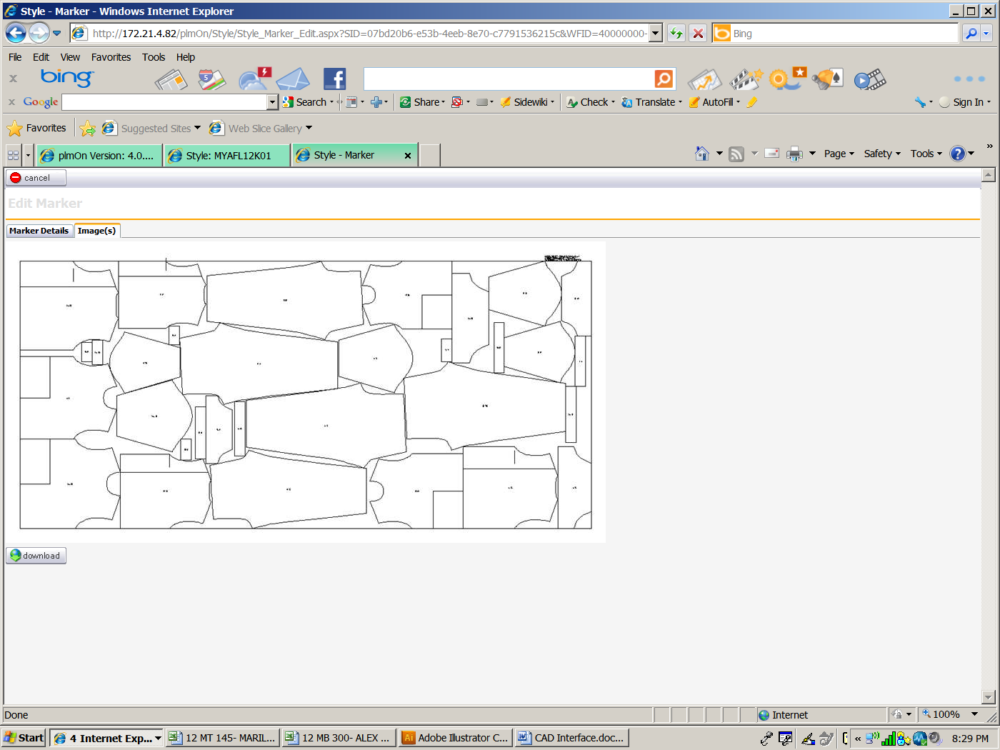 Style - Marker - Windows Internet Explorer
http://172.21.4.82/plmOn/Style/Style_Marker_Edit.aspx?SID=07bd20b6-e53b-4eeb-8e70-c7791536215c&WFID=40000000- Bing
File Edit View Favorites Tools Help
x bing 5
x Google Search Share Sidewiki Check Translate AutoFill Sign In
Favorites Suggested Sites Web Slice Gallery
plmOn Version: 4.0.... Style: MYAFL12K01 Style - Marker x Page Safety Tools ? »
cancel
Edit Marker
Marker Details Image(s)
download
Done Internet 100%
Start 4 Internet Exp... 12 MT 145- MARIL... 12 MB 300- ALEX ... Ai Adobe Illustrator C... CAD Interface.doc... « 8:29 PM